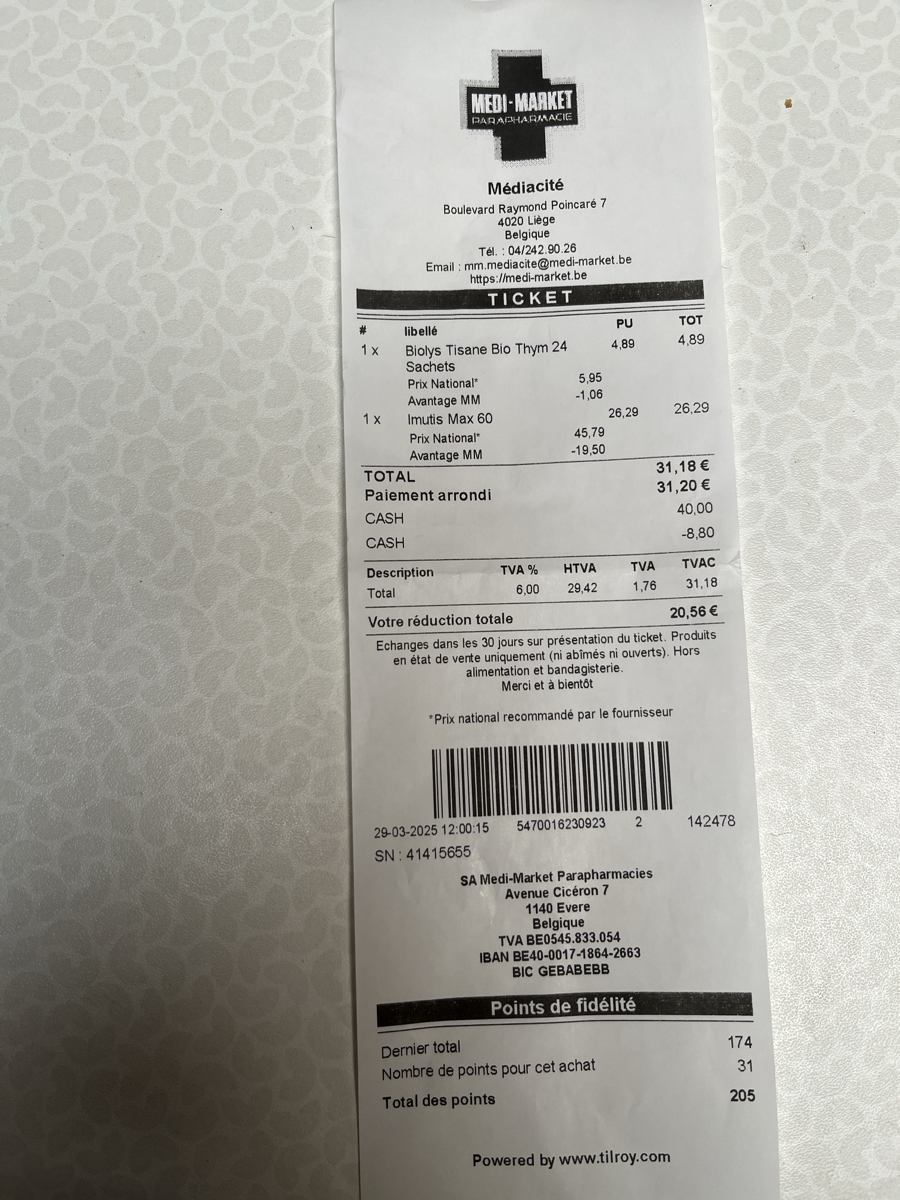 MEDI-MARKET
PARAPHARMACIE
Médiacité
Boulevard Raymond Poincaré 7
4020 Liège
Belgique
Tél. : 04/242.90.26
Email : mm.mediacite@medi-market.be
https://medi-market.be
TICKET
# libellé PU TOT
1 x Biolys Tisane Bio Thym 24 4,89 4,89
Sachets
Prix National* 5,95
Avantage MM -1,06
1 x Imutis Max 60 26,29 26,29
Prix National* 45,79
Avantage MM -19,50
TOTAL 31,18 €
Paiement arrondi 31,20 €
CASH 40,00
CASH -8,80
Description TVA % HTVA TVA TVAC
Total 6,00 29,42 1,76 31,18
Votre réduction totale 20,56 €
Echanges dans les 30 jours sur présentation du ticket. Produits
en état de vente uniquement (ni abîmés ni ouverts). Hors
alimentation et bandagisterie.
Merci et à bientôt
*Prix national recommandé par le fournisseur
29-03-2025 12:00:15 5470016230923 2 142478
SN : 41415655
SA Medi-Market Parapharmacies
Avenue Cicéron 7
1140 Evere
Belgique
TVA BE0545.833.054
IBAN BE40-0017-1864-2663
BIC GEBABEBB
Points de fidélité
Dernier total 174
Nombre de points pour cet achat 31
Total des points 205
Powered by www.tilroy.com